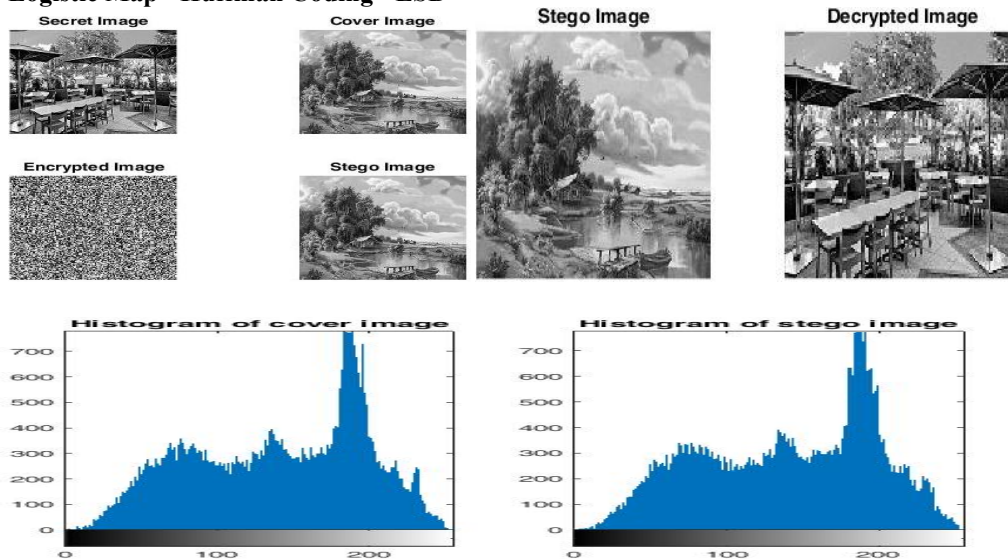 Logistic Map - Huffman Coding - LSB
Secret Image
Cover Image
Stego Image
Decrypted Image
Encrypted Image
Stego Image
Histogram of cover image
700
600
500
400
300
200
100
0
0
100
200
Histogram of stego image
700
600
500
400
300
200
100
0
0
100
200